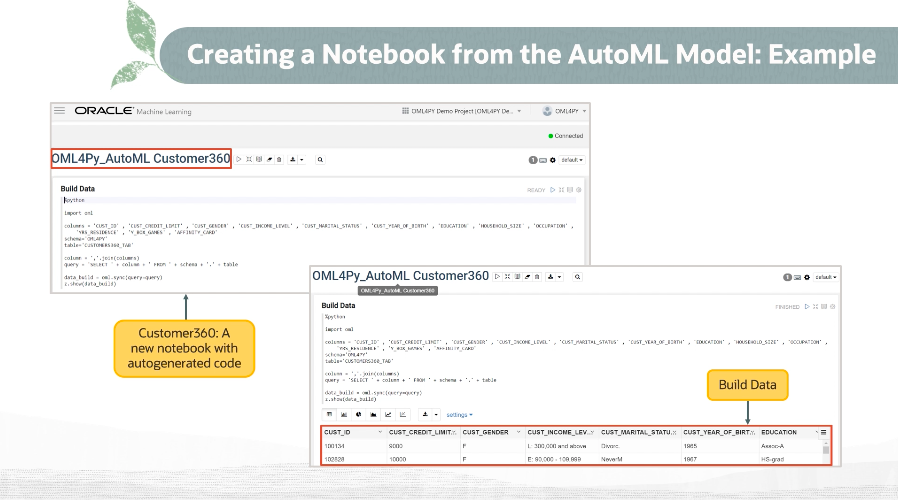 Creating a Notebook from the AutoML Model: Example
ORACLE Machine Learning
OML4PY Demo Project [OML4PY De...
OML4PY
Connected
OML4Py_AutoML Customer360
1
default
Build Data
READY
%python
import oml
columns = 'CUST_ID' , 'CUST_CREDIT_LIMIT' , 'CUST_GENDER' , 'CUST_INCOME_LEVEL' , 'CUST_MARITAL_STATUS' , 'CUST_YEAR_OF_BIRTH' , 'EDUCATION' , 'HOUSEHOLD_SIZE' , 'OCCUPATION' ,
'YRS_RESIDENCE' , 'Y_BOX_GAMES' , 'AFFINITY_CARD'
schema='OML4PY'
table='CUSTOMERS360_TAB'
column = ','.join(columns)
query = 'SELECT ' + column + ' FROM ' + schema + '.' + table
data_build = oml.sync(query=query)
z.show(data_build)
Customer360: A
new notebook with
autogenerated code
OML4Py_AutoML Customer360
1
default
OML4Py_AutoML Customer360
Build Data
FINISHED
%python
import oml
columns = 'CUST_ID' , 'CUST_CREDIT_LIMIT' , 'CUST_GENDER' , 'CUST_INCOME_LEVEL' , 'CUST_MARITAL_STATUS' , 'CUST_YEAR_OF_BIRTH' , 'EDUCATION' , 'HOUSEHOLD_SIZE' , 'OCCUPATION' ,
'YRS_RESIDENCE' , 'Y_BOX_GAMES' , 'AFFINITY_CARD'
schema='OML4PY'
table='CUSTOMERS360_TAB'
column = ','.join(columns)
query = 'SELECT ' + column + ' FROM ' + schema + '.' + table
data_build = oml.sync(query=query)
z.show(data_build)
Build Data
settings
CUST_ID CUST_CREDIT_LIMIT... CUST_GENDER CUST_INCOME_LEV... CUST_MARITAL_STATU... CUST_YEAR_OF_BIRT... EDUCATION
100134 9000 F L: 300,000 and above Divorc. 1965 Assoc-A
102828 10000 F E: 90,000 - 109,999 NeverM 1967 HS-grad